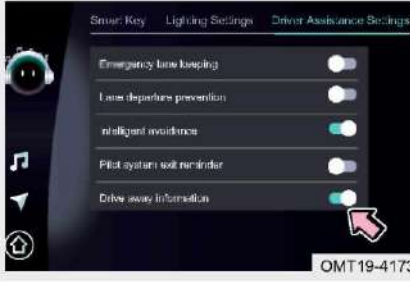 Smart Key Lighting Settings Driver Assistance Settings
Emergency lane keeping
Lane departure prevention
Intelligent avoidance
Pilot system exit reminder
Drive away information
OMT19-4173